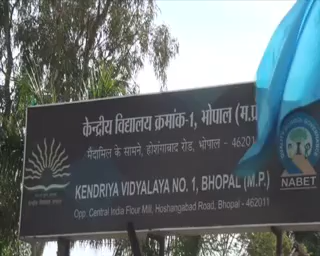 केन्द्रीय विद्यालय क्रमांक-1, भोपाल (म.प्र
मैदामिल के सामने, होशंगाबाद रोड, भोपाल - 462011
KENDRIYA VIDYALAYA NO. 1, BHOPAL (M.P.)
Opp. Central India Flour Mill, Hoshangabad Road, Bhopal - 462011
NABET